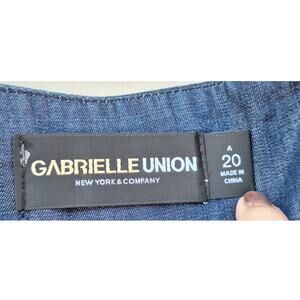 GABRIELLE UNION
NEW YORK & COMPANY
A
20
MADE IN
CHINA